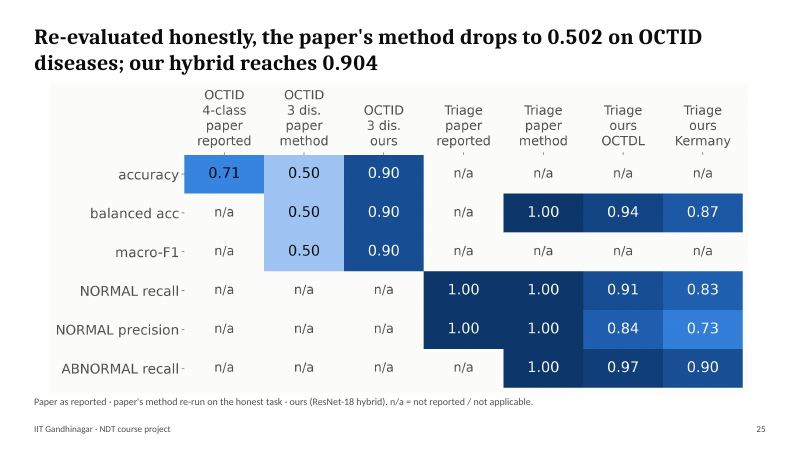 Re-evaluated honestly, the paper's method drops to 0.502 on OCTID
diseases; our hybrid reaches 0.904
OCTID 4-class paper reported
OCTID 3 dis. paper method
OCTID 3 dis. ours
Triage paper reported
Triage paper method
Triage ours OCTDL
Triage ours Kermany
accuracy 0.71 0.50 0.90 n/a n/a n/a n/a
balanced acc n/a 0.50 0.90 n/a 1.00 0.94 0.87
macro-F1 n/a 0.50 0.90 n/a n/a n/a n/a
NORMAL recall n/a n/a n/a 1.00 1.00 0.91 0.83
NORMAL precision n/a n/a n/a 1.00 1.00 0.84 0.73
ABNORMAL recall n/a n/a n/a n/a 1.00 0.97 0.90
Paper as reported · paper's method re-run on the honest task · ours (ResNet-18 hybrid). n/a = not reported / not applicable.
IIT Gandhinagar · NDT course project 25